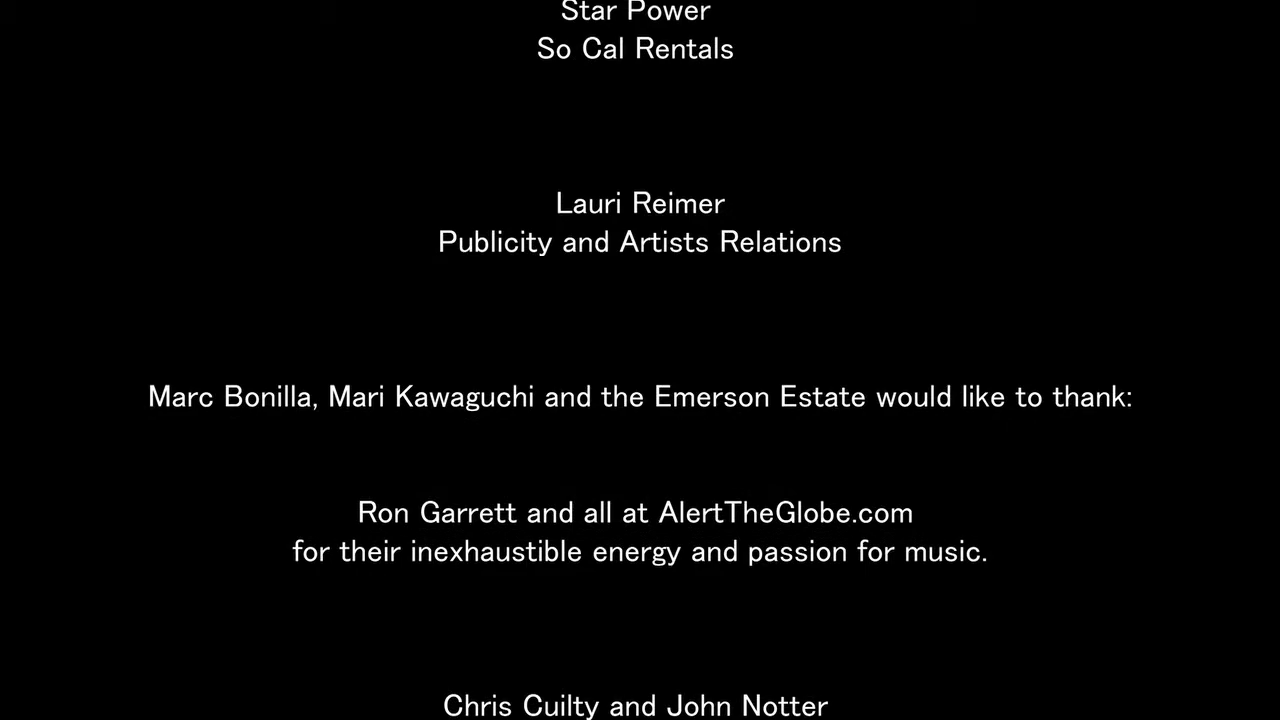 Star Power
So Cal Rentals
Lauri Reimer
Publicity and Artists Relations
Marc Bonilla, Mari Kawaguchi and the Emerson Estate would like to thank:
Ron Garrett and all at AlertTheGlobe.com
for their inexhaustible energy and passion for music.
Chris Cuilty and John Notter